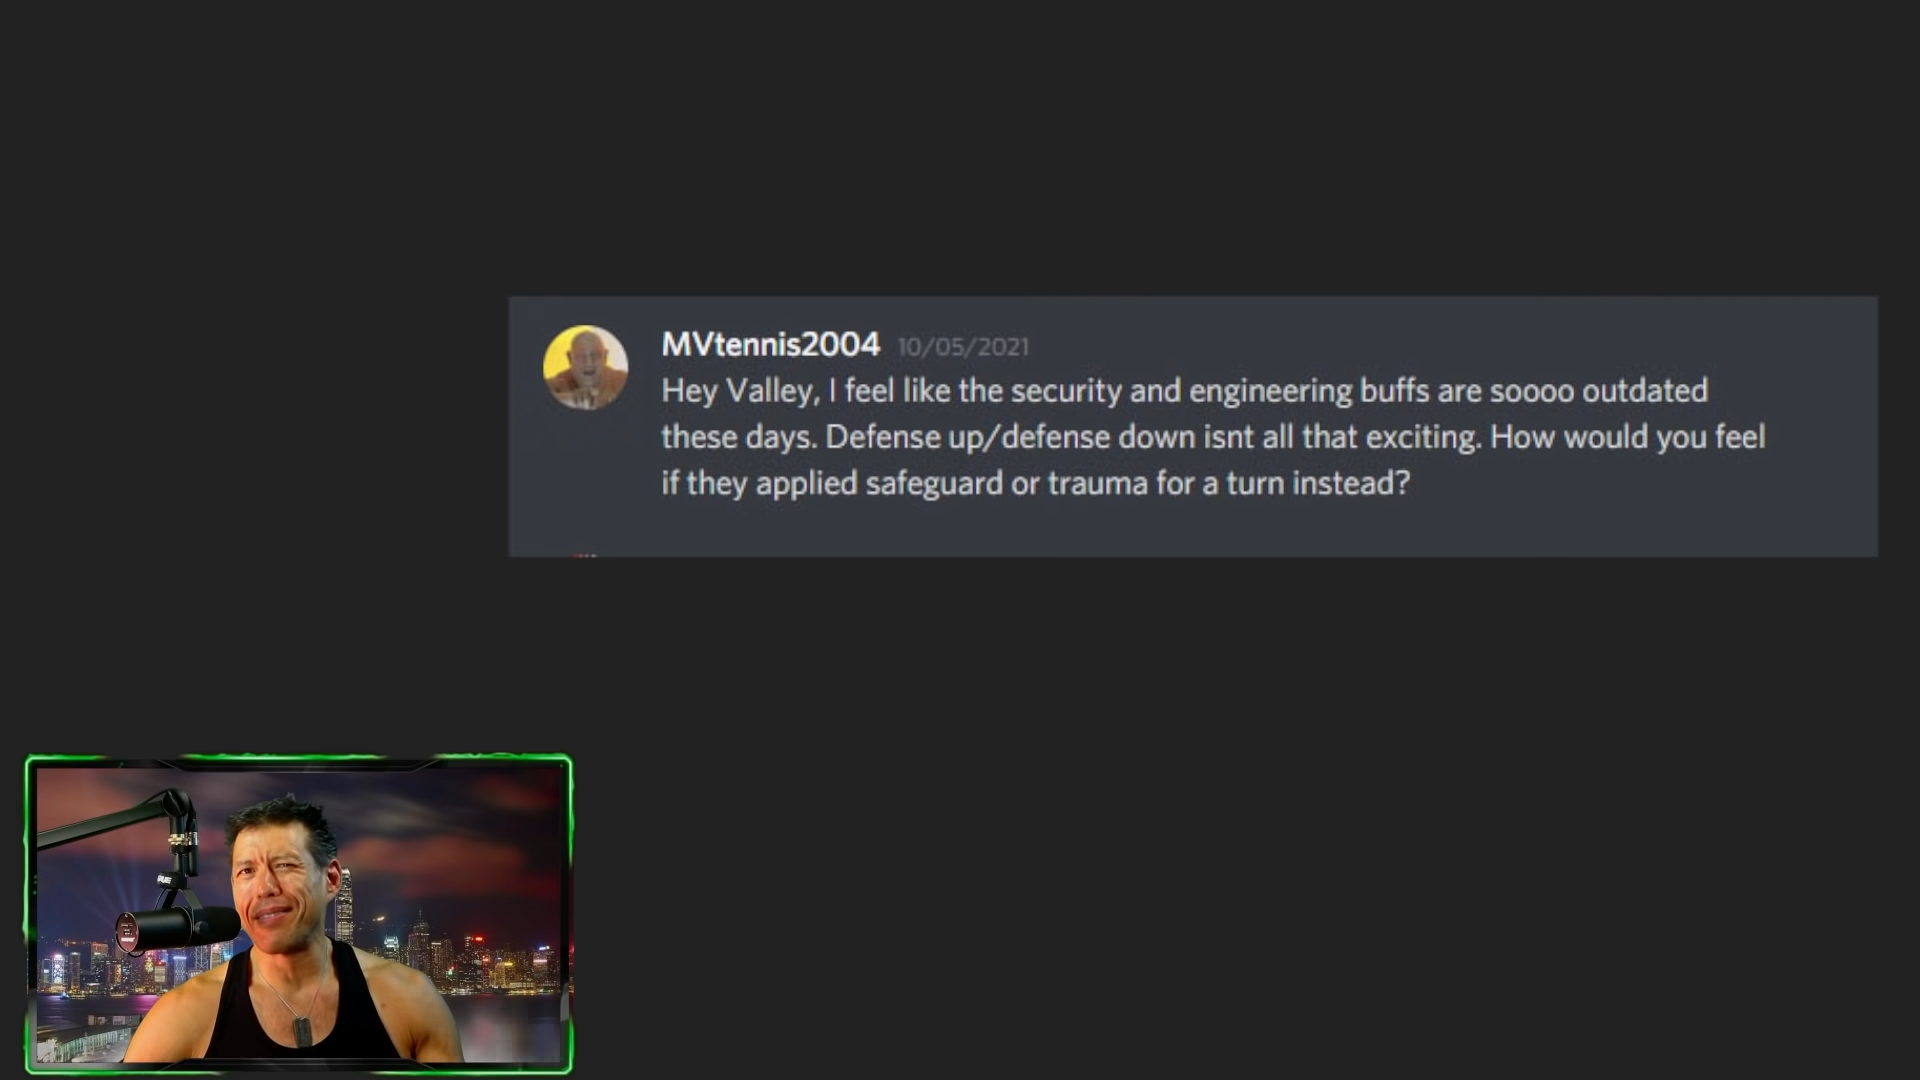 MVtennis2004 10/05/2021
Hey Valley, I feel like the security and engineering buffs are soooo outdated
these days. Defense up/defense down isnt all that exciting. How would you feel
if they applied safeguard or trauma for a turn instead?